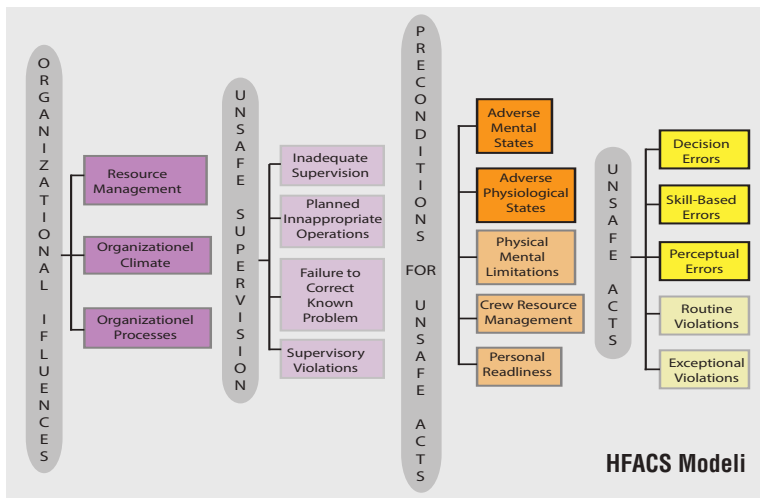 ORGANIZATIONAL INFLUENCES
Resource
Management
Organizationel
Climate
Organizationel
Processes
UNSAFE SUPERVISION
Inadequate
Supervision
Planned
Innappropriate
Operations
Failure to
Correct
Known
Problem
Supervisory
Violations
PRECONDITIONS FOR UNSAFE ACTS
Adverse
Mental
States
Adverse
Physiological
States
Physical
Mental
Limitations
Crew Resource
Management
Personal
Readliness
UNSAFE ACTS
Decision
Errors
Skill-Based
Errors
Perceptual
Errors
Routine
Violations
Exceptional
Violations
HFACS Modeli